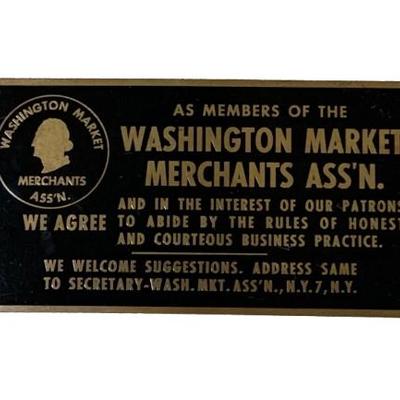 WASHINGTON MARKET
MERCHANTS
ASS'N.
AS MEMBERS OF THE
WASHINGTON MARKET
MERCHANTS ASS'N.
WE AGREE
AND IN THE INTEREST OF OUR PATRONS
TO ABIDE BY THE RULES OF HONEST
AND COURTEOUS BUSINESS PRACTICE.
WE WELCOME SUGGESTIONS. ADDRESS SAME
TO SECRETARY-WASH. MKT. ASS'N., N.Y. 7, N.Y.